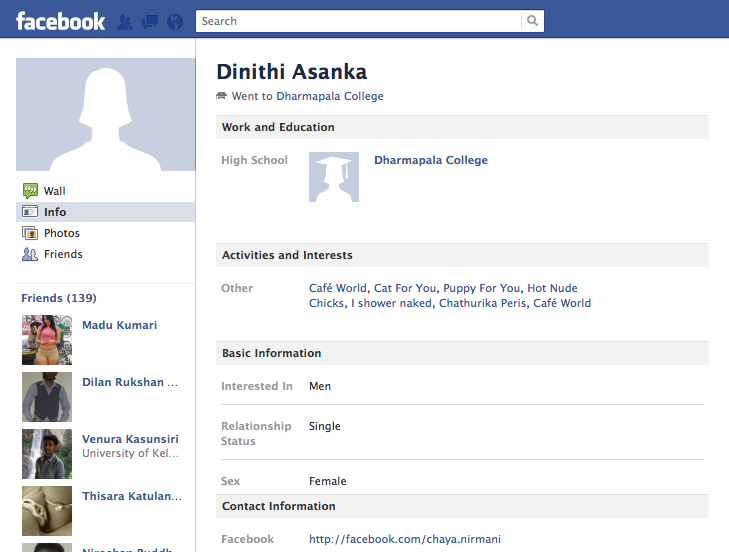 facebook
Search
Dinithi Asanka
Went to Dharmapala College
Wall
Info
Photos
Friends
Friends (139)
Madu Kumari
Dilan Rukshan ...
Venura Kasunsiri
University of Kel...
Thisara Katulan...
Work and Education
High School
Dharmapala College
Activities and Interests
Other
Café World, Cat For You, Puppy For You, Hot Nude
Chicks, I shower naked, Chathurika Peris, Café World
Basic Information
Interested In Men
Relationship Single
Status
Sex Female
Contact Information
Facebook http://facebook.com/chaya.nirmani